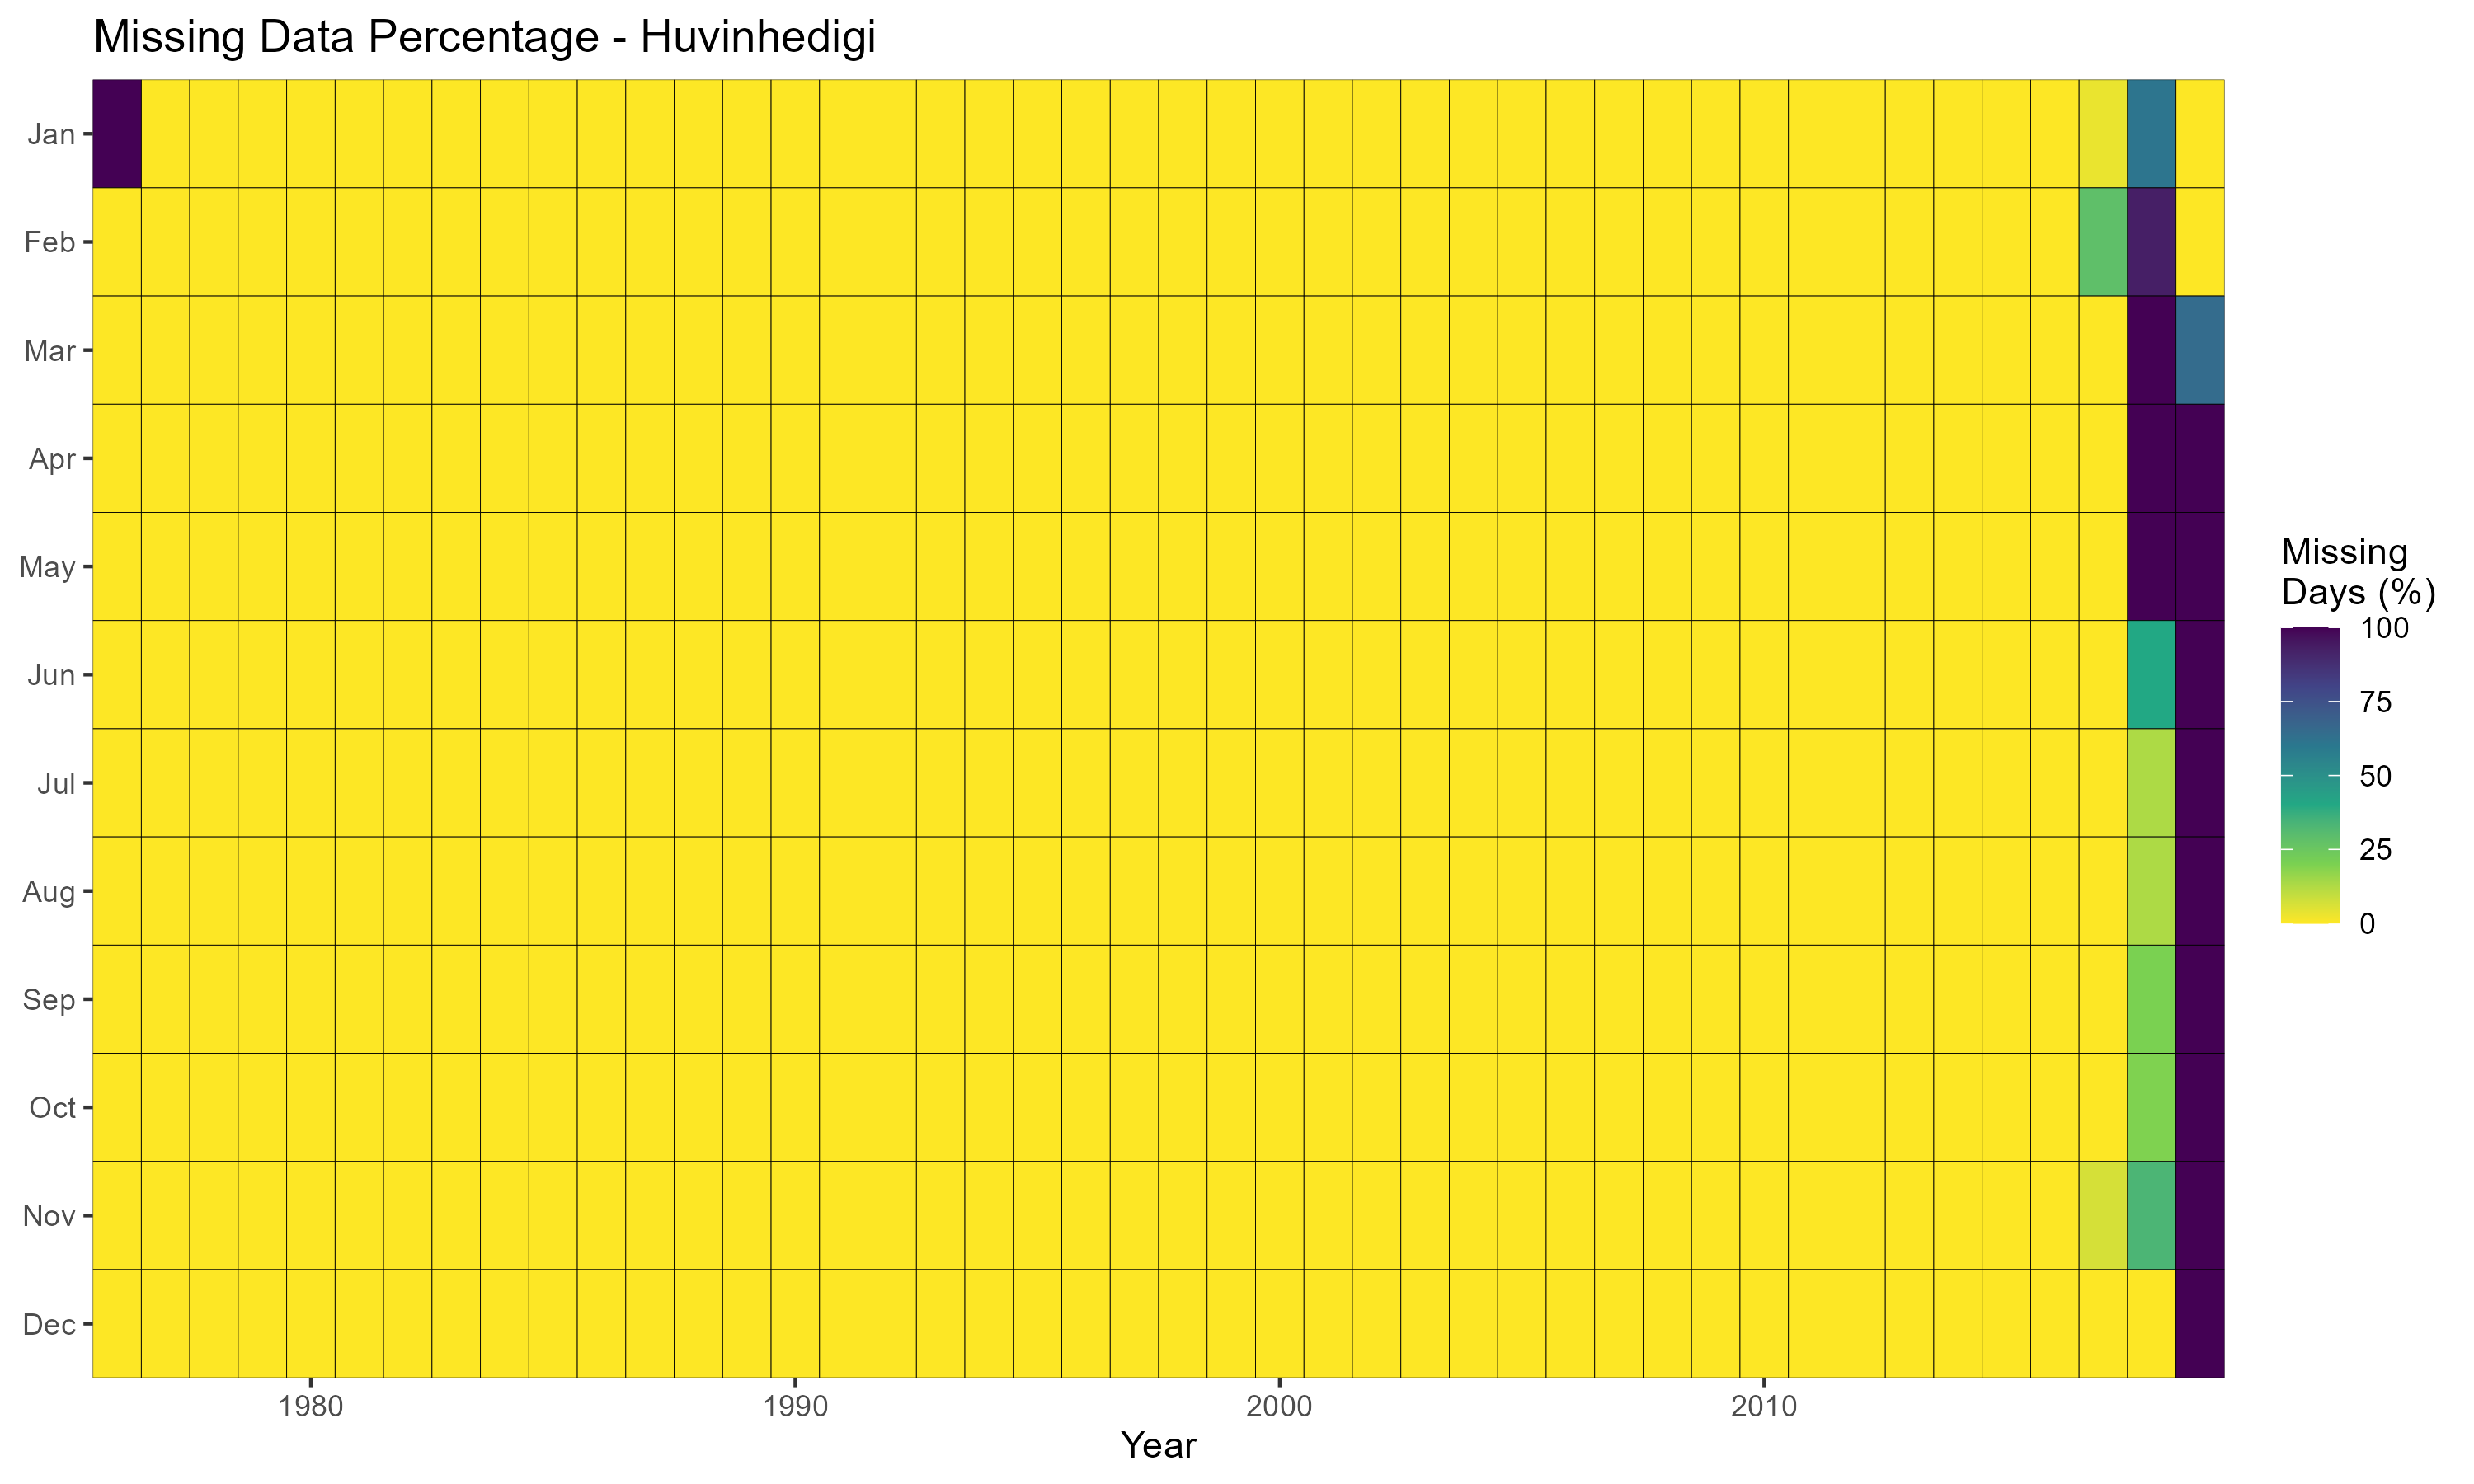 Missing Data Percentage - Huvinhedigi
Jan
Feb
Mar
Apr
May
Jun
Jul
Aug
Sep
Oct
Nov
Dec
1980 1990 2000 2010
Year
Missing
Days (%)
100
75
50
25
0